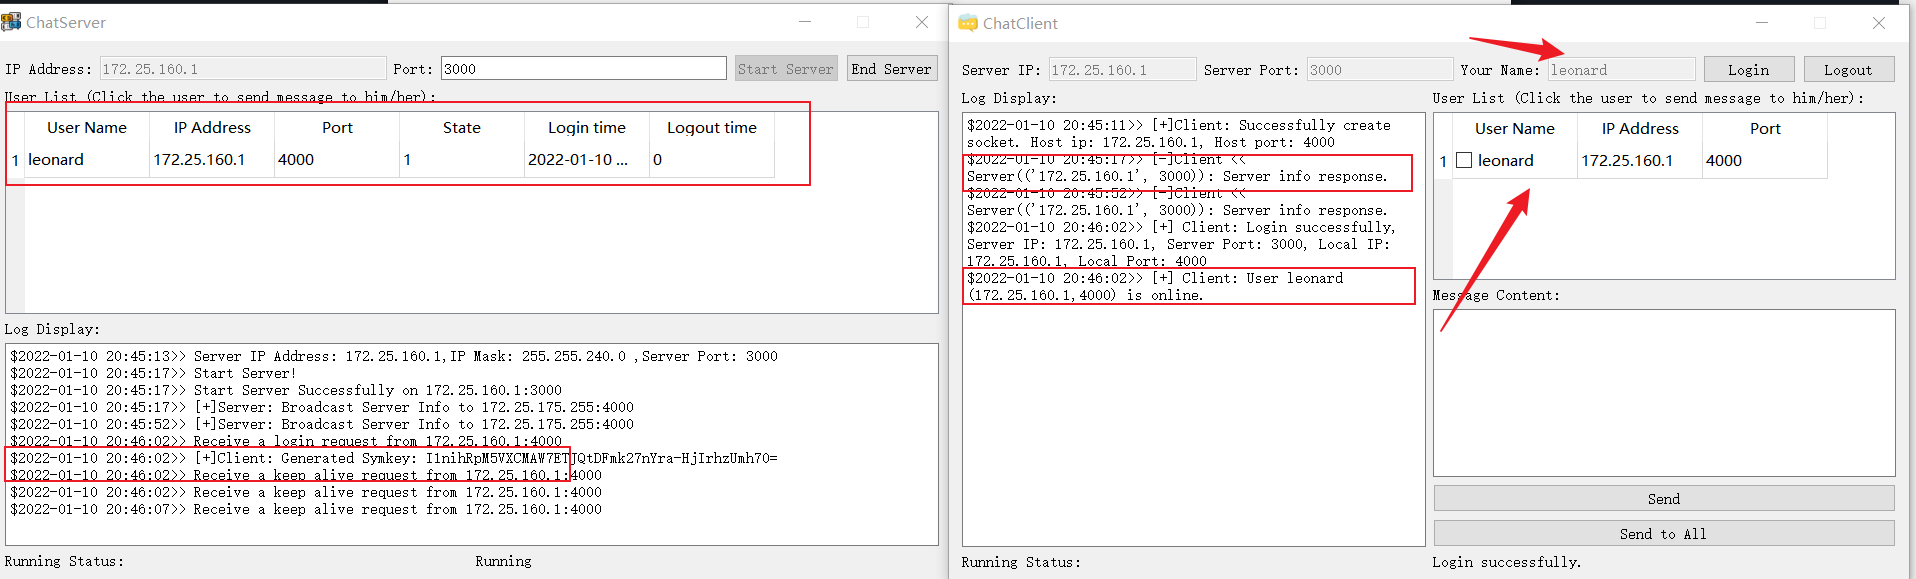 ChatServer
IP Address: 172.25.160.1 Port: 3000 Start Server End Server
User List (Click the user to send message to him/her):
User Name IP Address Port State Login time Logout time
1 leonard 172.25.160.1 4000 1 2022-01-10 ... 0
Log Display:
$2022-01-10 20:45:13>> Server IP Address: 172.25.160.1,IP Mask: 255.255.240.0 ,Server Port: 3000
$2022-01-10 20:45:17>> Start Server!
$2022-01-10 20:45:17>> Start Server Successfully on 172.25.160.1:3000
$2022-01-10 20:45:17>> [+]Server: Broadcast Server Info to 172.25.175.255:4000
$2022-01-10 20:45:52>> [+]Server: Broadcast Server Info to 172.25.175.255:4000
$2022-01-10 20:46:02>> Receive a login request from 172.25.160.1:4000
$2022-01-10 20:46:02>> [+]Client: Generated Symkey: I1nihRpM5VXCMAW7ETJQtDFmk27nYra-HjIrhzUmh70=
$2022-01-10 20:46:02>> Receive a keep alive request from 172.25.160.1:4000
$2022-01-10 20:46:02>> Receive a keep alive request from 172.25.160.1:4000
$2022-01-10 20:46:07>> Receive a keep alive request from 172.25.160.1:4000
Running Status: Running
ChatClient
Server IP: 172.25.160.1 Server Port: 3000 Your Name: leonard Login Logout
Log Display:
$2022-01-10 20:45:11>> [+]Client: Successfully create
socket. Host ip: 172.25.160.1, Host port: 4000
$2022-01-10 20:45:17>> [-]Client <<
Server(('172.25.160.1', 3000)): Server info response.
$2022-01-10 20:45:52>> [-]Client <<
Server(('172.25.160.1', 3000)): Server info response.
$2022-01-10 20:46:02>> [+] Client: Login successfully,
Server IP: 172.25.160.1, Server Port: 3000, Local IP:
172.25.160.1, Local Port: 4000
$2022-01-10 20:46:02>> [+] Client: User leonard
(172.25.160.1,4000) is online.
Running Status:
User List (Click the user to send message to him/her):
User Name IP Address Port
1 leonard 172.25.160.1 4000
Message Content:
Send
Send to All
Login successfully.